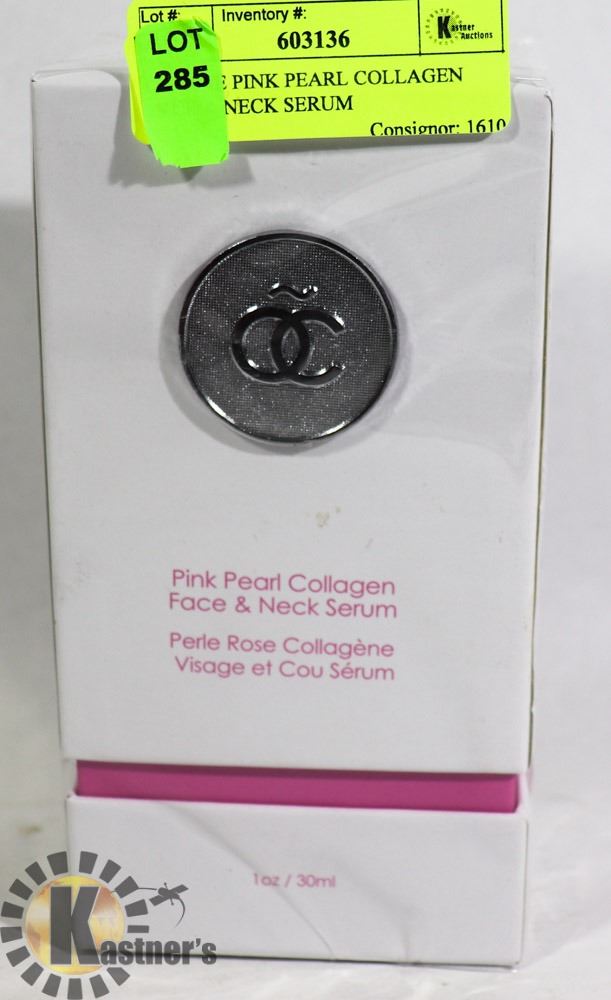 Lot #: Inventory #:
LOT
285
603136
Kastner Auctions
PINK PEARL COLLAGEN
NECK SERUM
Consignor: 1610
ÕC
Pink Pearl Collagen
Face & Neck Serum
Perle Rose Collagène
Visage et Cou Sérum
1oz / 30ml
Kastner's